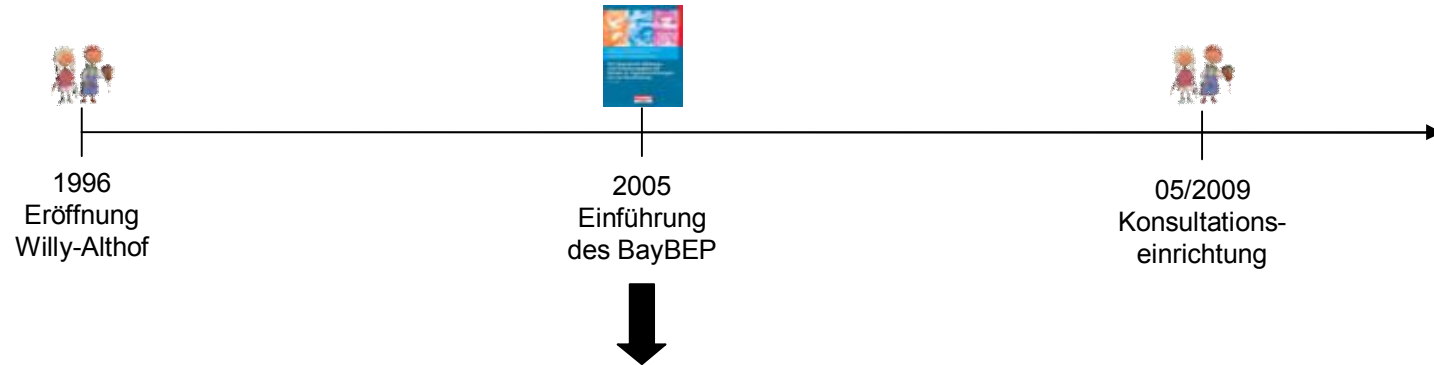 1996
Eröffnung
Willy-Althof
2005
Einführung
des BayBEP
05/2009
Konsultations-
einrichtung